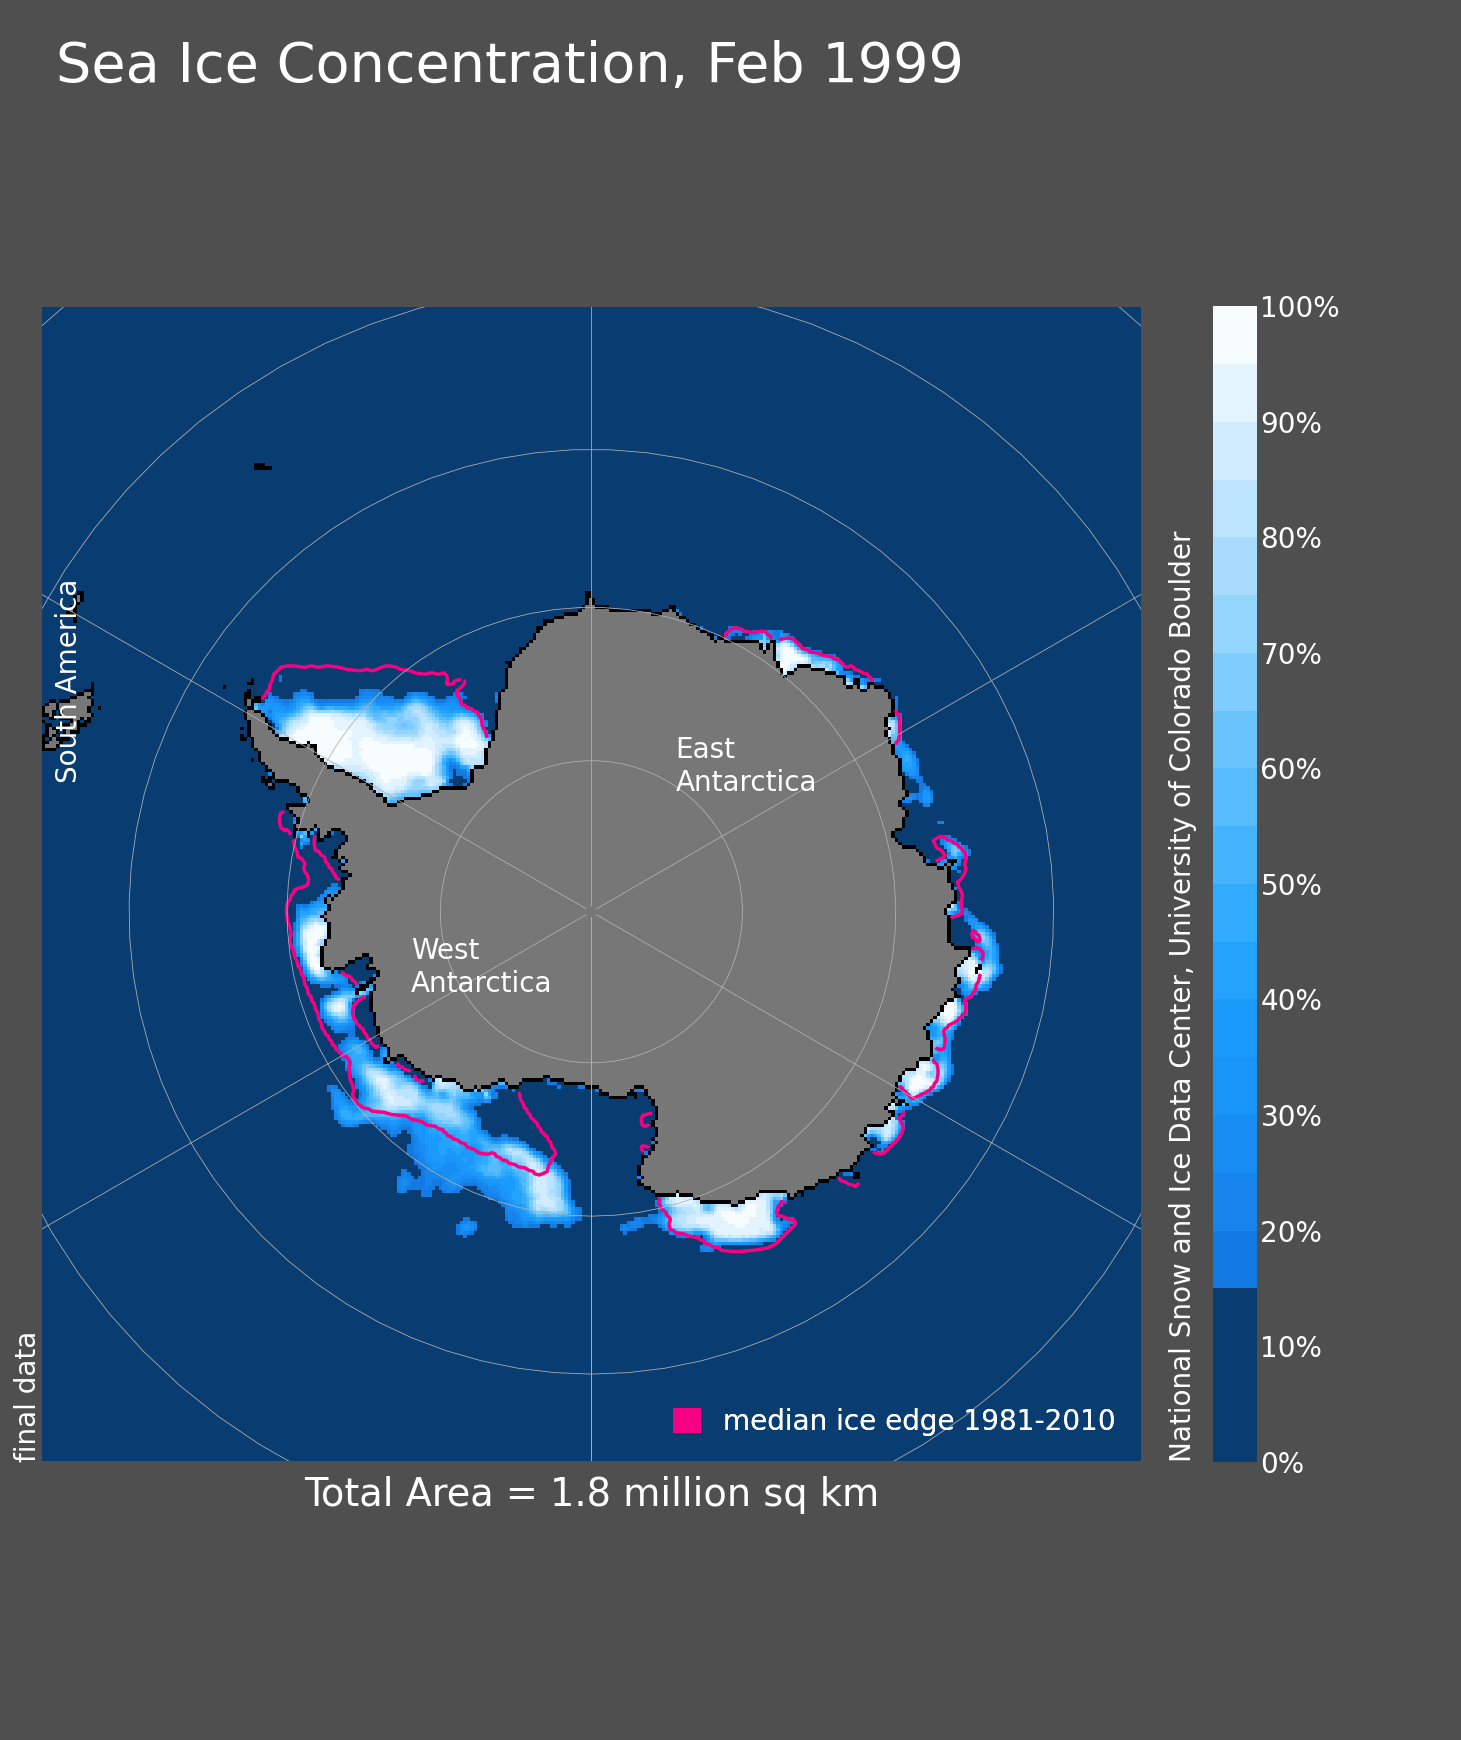 Sea Ice Concentration, Feb 1999
South America
East
Antarctica
West
Antarctica
final data
median ice edge 1981-2010
Total Area = 1.8 million sq km
National Snow and Ice Data Center, University of Colorado Boulder
100%
90%
80%
70%
60%
50%
40%
30%
20%
10%
0%